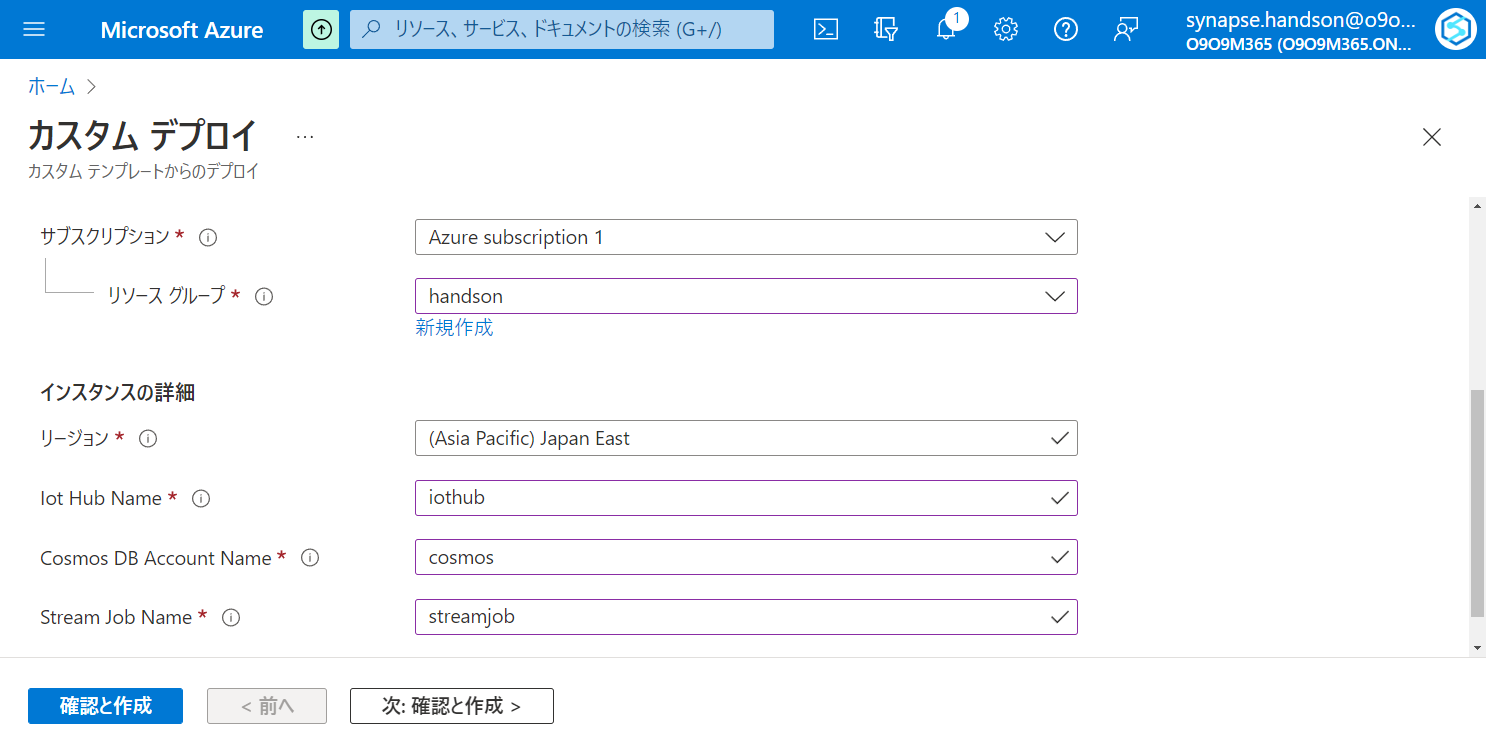 Microsoft Azure
リソース、サービス、ドキュメントの検索 (G+/)
1
synapse.handson@o9o...
O9O9M365 (O9O9M365.ON...
ホーム >
カスタム デプロイ ...
カスタム テンプレートからのデプロイ
サブスクリプション *
Azure subscription 1
リソース グループ *
handson
新規作成
インスタンスの詳細
リージョン *
(Asia Pacific) Japan East
Iot Hub Name *
iothub
Cosmos DB Account Name *
cosmos
Stream Job Name *
streamjob
確認と作成
< 前へ
次: 確認と作成 >